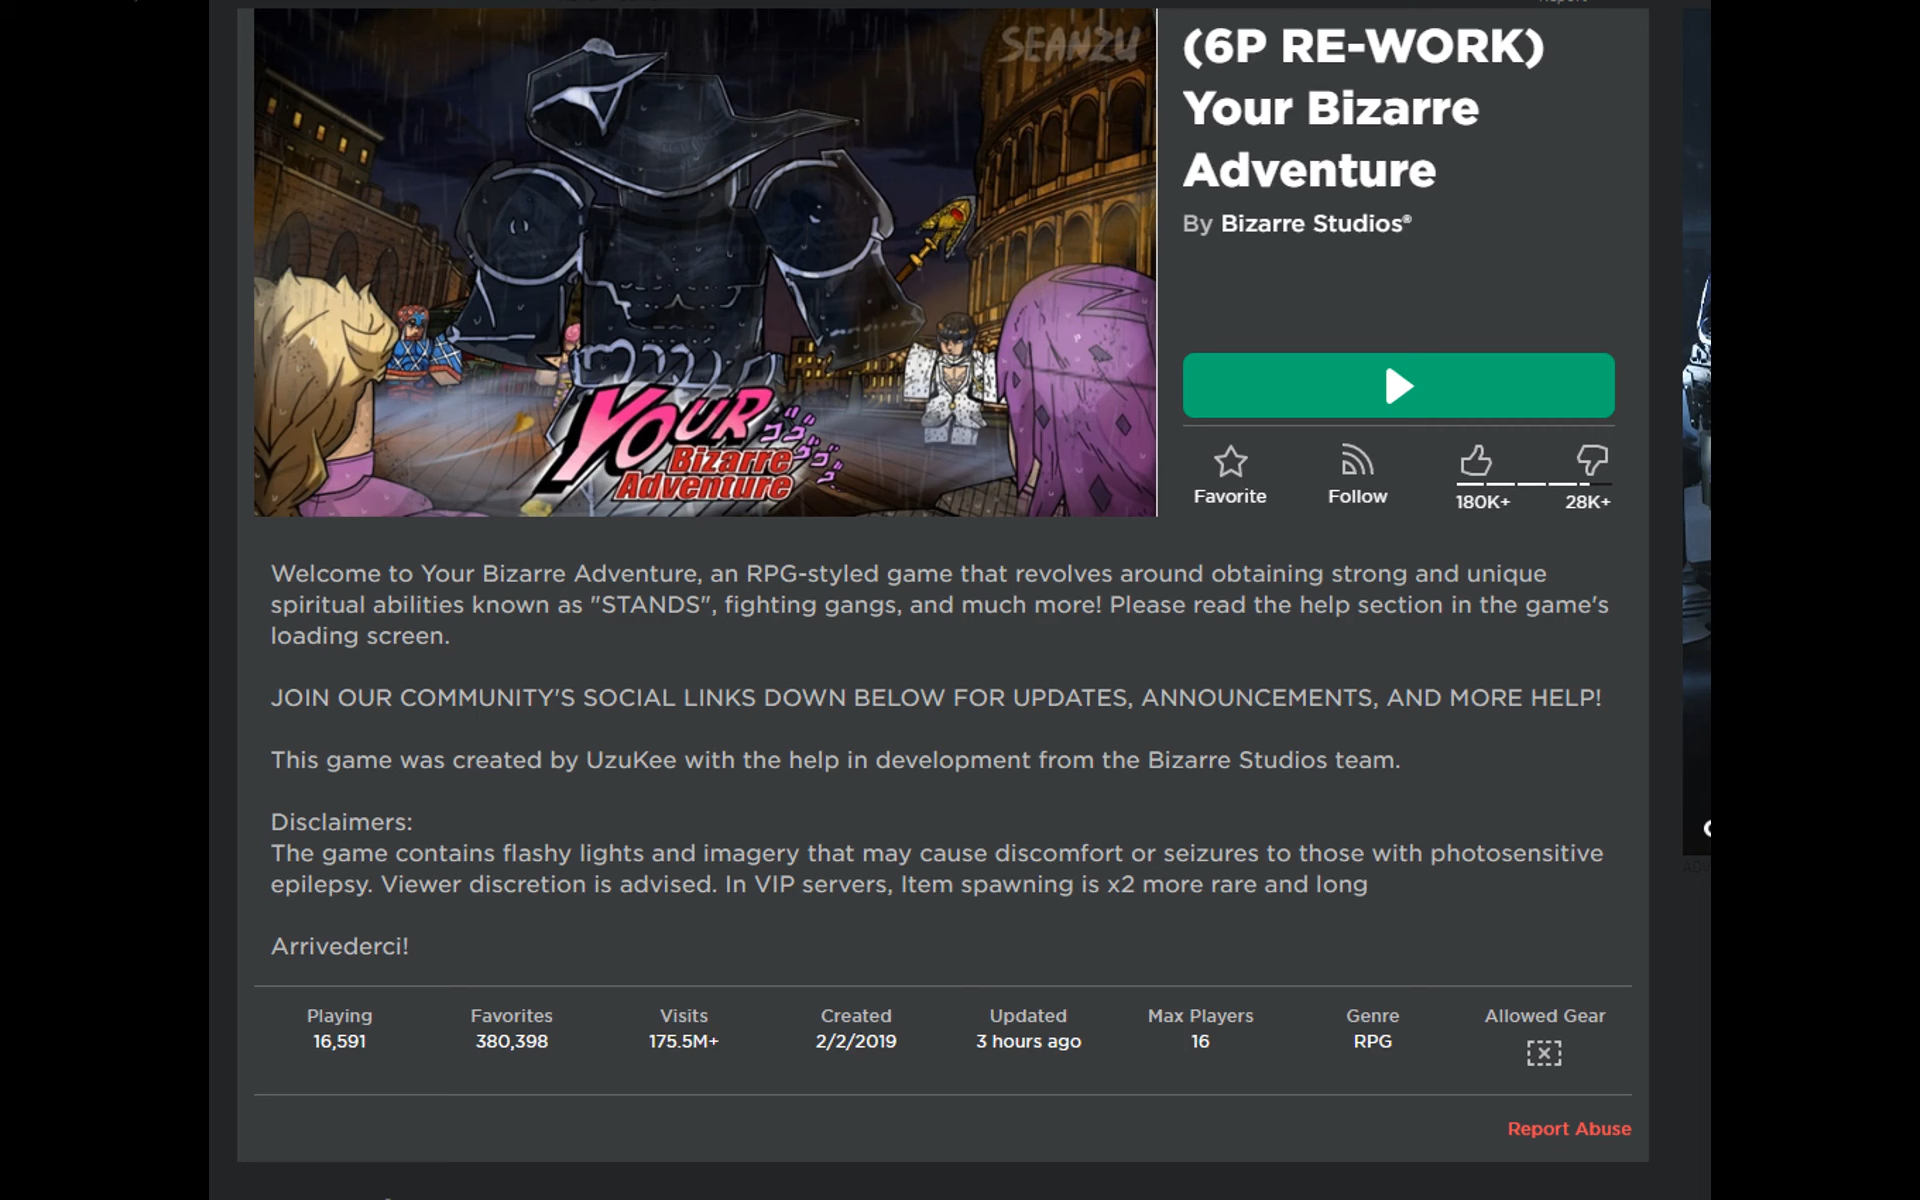 SEANZU
(6P RE-WORK)
Your Bizarre
Adventure
By Bizarre Studios®
YOUR
Bizarre
Adventure
Favorite
Follow
180K+
28K+
Welcome to Your Bizarre Adventure, an RPG-styled game that revolves around obtaining strong and unique
spiritual abilities known as "STANDS", fighting gangs, and much more! Please read the help section in the game's
loading screen.
JOIN OUR COMMUNITY'S SOCIAL LINKS DOWN BELOW FOR UPDATES, ANNOUNCEMENTS, AND MORE HELP!
This game was created by UzuKee with the help in development from the Bizarre Studios team.
Disclaimers:
The game contains flashy lights and imagery that may cause discomfort or seizures to those with photosensitive
epilepsy. Viewer discretion is advised. In VIP servers, Item spawning is x2 more rare and long
Arrivederci!
Playing Favorites Visits Created Updated Max Players Genre Allowed Gear
16,591 380,398 175.5M+ 2/2/2019 3 hours ago 16 RPG
Report Abuse